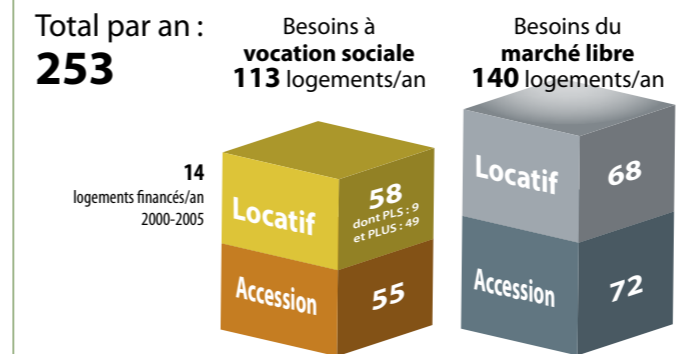 Total par an :
253
Besoins à
vocation sociale
113 logements/an
Besoins du
marché libre
140 logements/an
14
logements financés/an
2000-2005
Locatif
58
dont PLS : 9
et PLUS : 49
Accession
55
Locatif
68
Accession
72